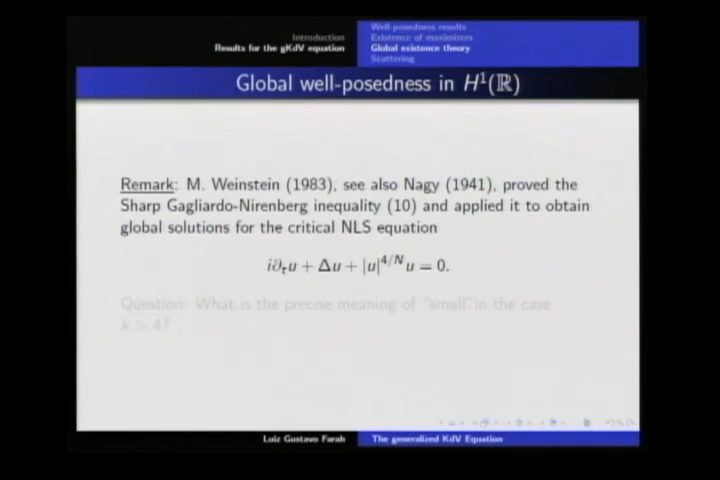 Introduction
Results for the gKdV equation
Well-posedness results
Existence of maximizers
Global existence theory
Scattering
Global well-posedness in H¹(ℝ)
Remark: M. Weinstein (1983), see also Nagy (1941), proved the
Sharp Gagliardo-Nirenberg inequality (10) and applied it to obtain
global solutions for the critical NLS equation
i∂ₜu + Δu + |u|^{4/N} u = 0.
Question: What is the precise meaning of "small"in the case
k > 4?
Luiz Gustavo Farah
The generalized KdV Equation